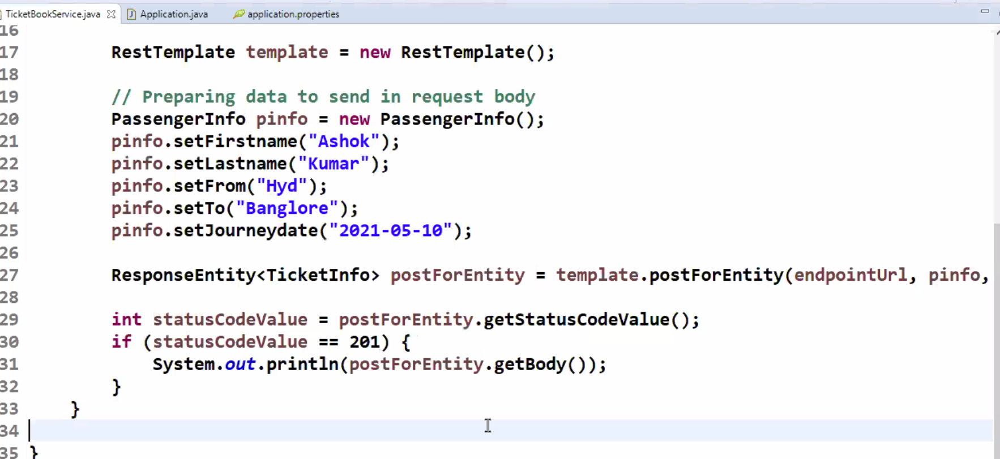 TicketBookService.java Application.java application.properties
16
17 RestTemplate template = new RestTemplate();
18
19 // Preparing data to send in request body
20 PassengerInfo pinfo = new PassengerInfo();
21 pinfo.setFirstname("Ashok");
22 pinfo.setLastname("Kumar");
23 pinfo.setFrom("Hyd");
24 pinfo.setTo("Banglore");
25 pinfo.setJourneydate("2021-05-10");
26
27 ResponseEntity<TicketInfo> postForEntity = template.postForEntity(endpointUrl, pinfo,
28
29 int statusCodeValue = postForEntity.getStatusCodeValue();
30 if (statusCodeValue == 201) {
31 System.out.println(postForEntity.getBody());
32 }
33 }
34
35 }